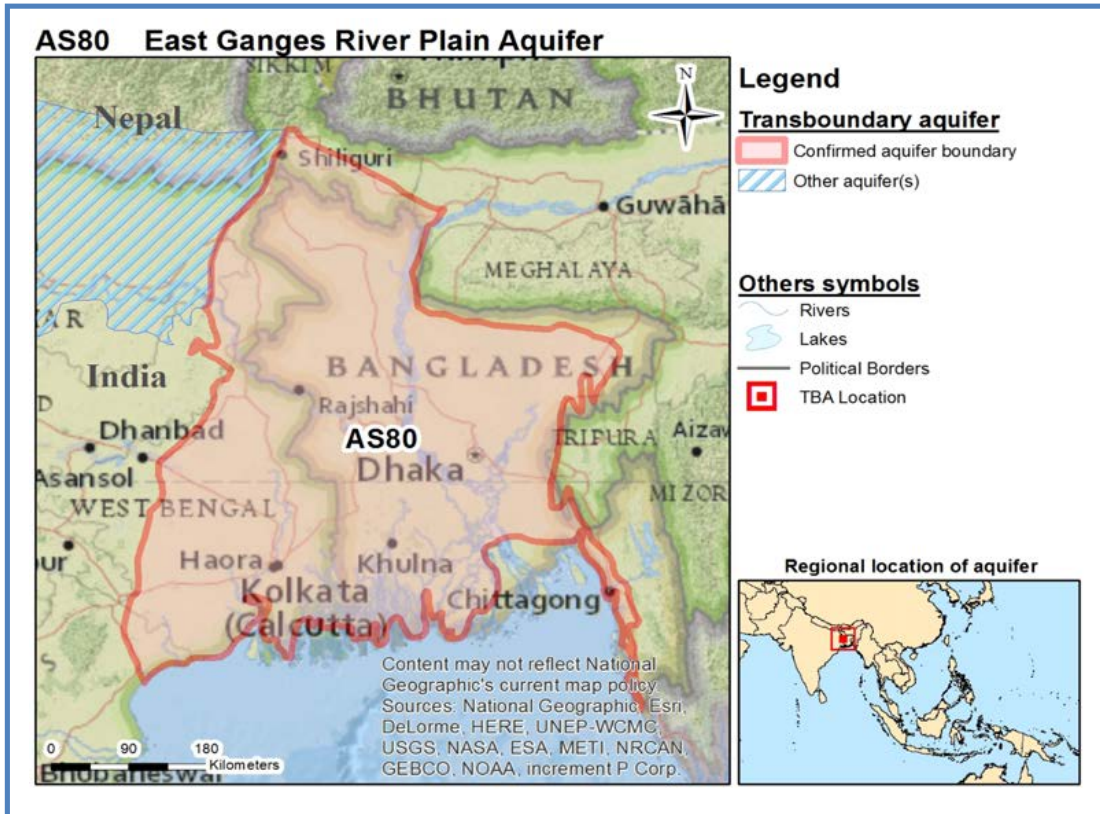 AS80 East Ganges River Plain Aquifer
SIKKIM
BHUTAN
N
Nepal
Shiliguri
Guwāhā
MEGHALAYA
AR
India
BANGLADESH
Rajshahi
D
Dhanbad
AS80
TRIPURA
Aizaw
Dhaka
Asansol
WEST BENGAL
MIZOR
ur
Haora
Khulna
Kolkata
(Calcutta)
Chittagong
S
Content may not reflect National
Geographic's current map policy
Sources: National Geographic, Esri,
DeLorme, HERE, UNEP-WCMC,
USGS, NASA, ESA, METI, NRCAN,
GEBCO, NOAA, increment P Corp.
0 90 180
Kilometers
Bhubaneswar
Legend
Transboundary aquifer
Confirmed aquifer boundary
Other aquifer(s)
Others symbols
Rivers
Lakes
Political Borders
TBA Location
Regional location of aquifer